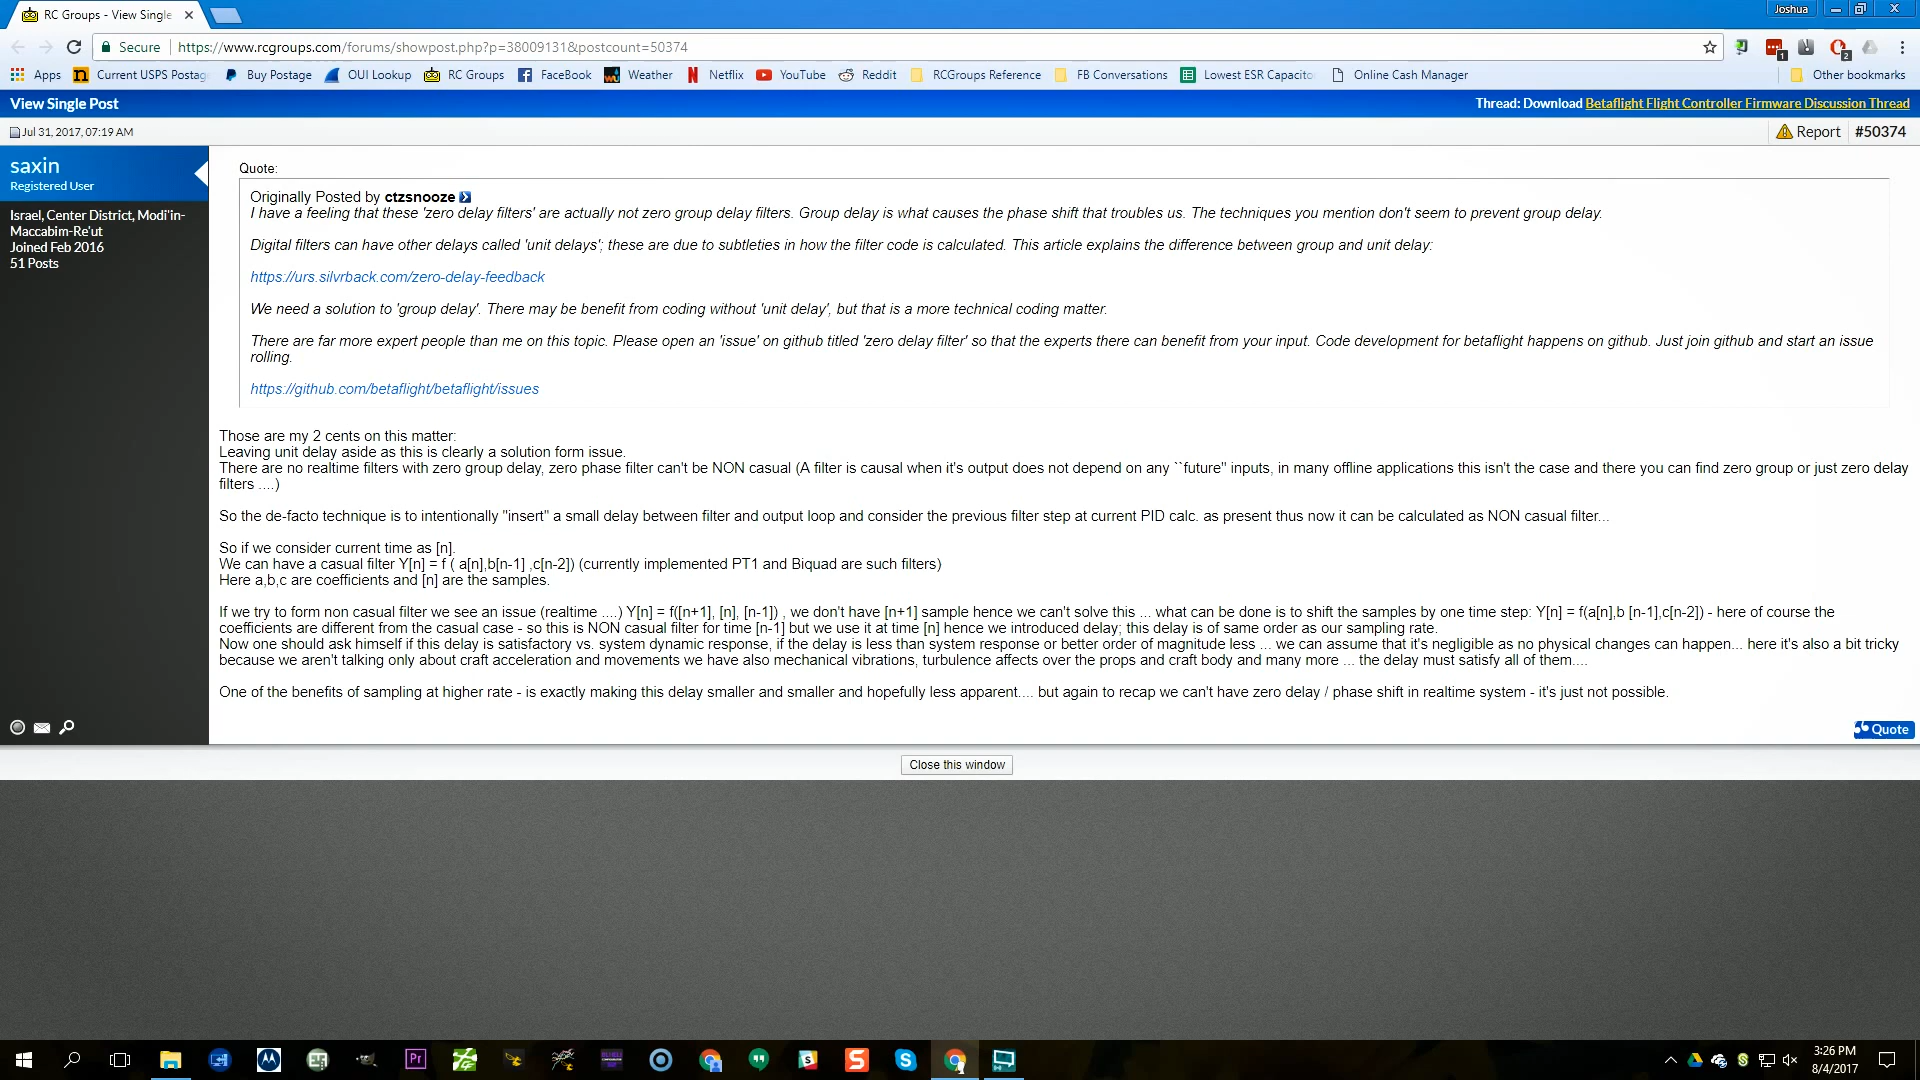 RC Groups - View Single
Joshua
Secure https://www.rcgroups.com/forums/showpost.php?p=38009131&postcount=50374
1
2
Apps Current USPS Postag Buy Postage OUI Lookup RC Groups FaceBook Weather Netflix YouTube Reddit RCGroups Reference FB Conversations Lowest ESR Capacito Online Cash Manager Other bookmarks
View Single Post Thread: Download Betaflight Flight Controller Firmware Discussion Thread
Jul 31, 2017, 07:19 AM Report #50374
saxin
Registered User
Israel, Center District, Modi'in-
Maccabim-Re'ut
Joined Feb 2016
51 Posts
Quote:
Originally Posted by ctzsnooze
I have a feeling that these 'zero delay filters' are actually not zero group delay filters. Group delay is what causes the phase shift that troubles us. The techniques you mention don't seem to prevent group delay.
Digital filters can have other delays called 'unit delays'; these are due to subtleties in how the filter code is calculated. This article explains the difference between group and unit delay:
https://urs.silvrback.com/zero-delay-feedback
We need a solution to 'group delay'. There may be benefit from coding without 'unit delay', but that is a more technical coding matter.
There are far more expert people than me on this topic. Please open an 'issue' on github titled 'zero delay filter' so that the experts there can benefit from your input. Code development for betaflight happens on github. Just join github and start an issue
rolling.
https://github.com/betaflight/betaflight/issues
Those are my 2 cents on this matter:
Leaving unit delay aside as this is clearly a solution form issue.
There are no realtime filters with zero group delay, zero phase filter can't be NON casual (A filter is causal when it's output does not depend on any ``future'' inputs, in many offline applications this isn't the case and there you can find zero group or just zero delay
filters ....)
So the de-facto technique is to intentionally "insert" a small delay between filter and output loop and consider the previous filter step at current PID calc. as present thus now it can be calculated as NON casual filter...
So if we consider current time as [n].
We can have a casual filter Y[n] = f ( a[n],b[n-1] ,c[n-2]) (currently implemented PT1 and Biquad are such filters)
Here a,b,c are coefficients and [n] are the samples.
If we try to form non casual filter we see an issue (realtime ....) Y[n] = f([n+1], [n], [n-1]) , we don't have [n+1] sample hence we can't solve this ... what can be done is to shift the samples by one time step: Y[n] = f(a[n],b [n-1],c[n-2]) - here of course the
coefficients are different from the casual case - so this is NON casual filter for time [n-1] but we use it at time [n] hence we introduced delay; this delay is of same order as our sampling rate.
Now one should ask himself if this delay is satisfactory vs. system dynamic response, if the delay is less than system response or better order of magnitude less ... we can assume that it's negligible as no physical changes can happen... here it's also a bit tricky
because we aren't talking only about craft acceleration and movements we have also mechanical vibrations, turbulence affects over the props and craft body and many more ... the delay must satisfy all of them....
One of the benefits of sampling at higher rate - is exactly making this delay smaller and smaller and hopefully less apparent.... but again to recap we can't have zero delay / phase shift in realtime system - it's just not possible.
Quote
Close this window
Pr
3:26 PM
8/4/2017